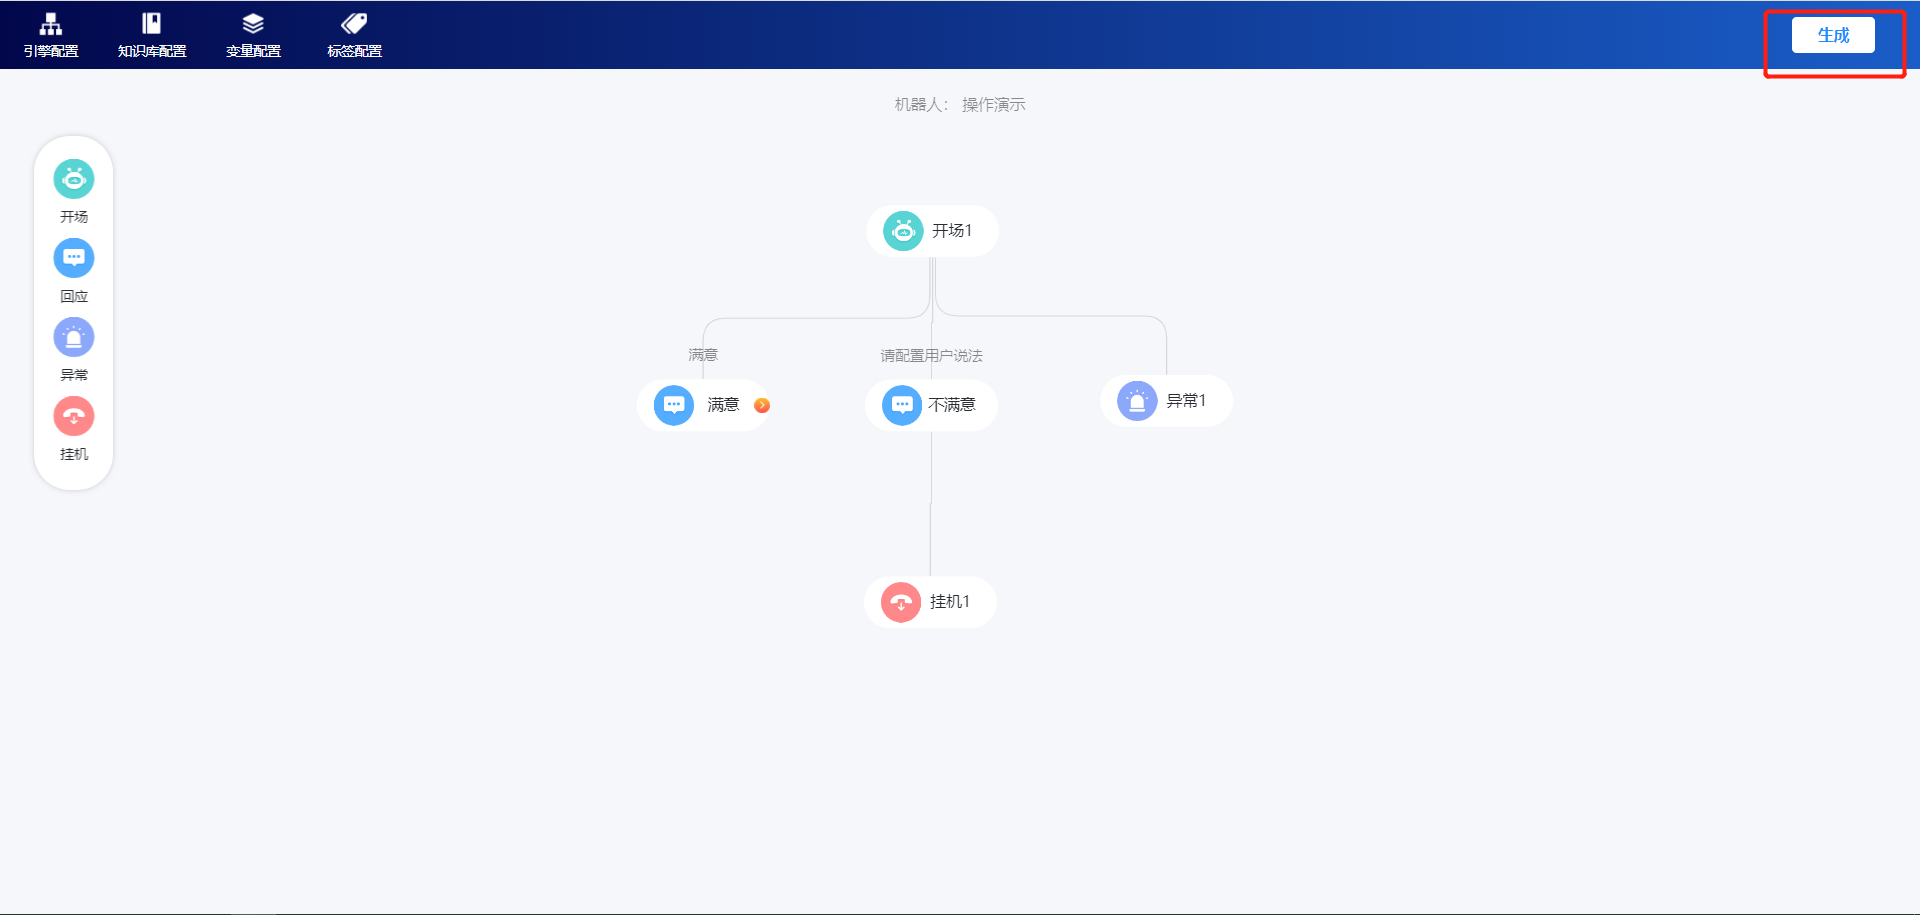 引擎配置
知识库配置
变量配置
标签配置
生成
机器人： 操作演示
开场
回应
异常
挂机
开场1
满意
请配置用户说法
满意
不满意
异常1
挂机1